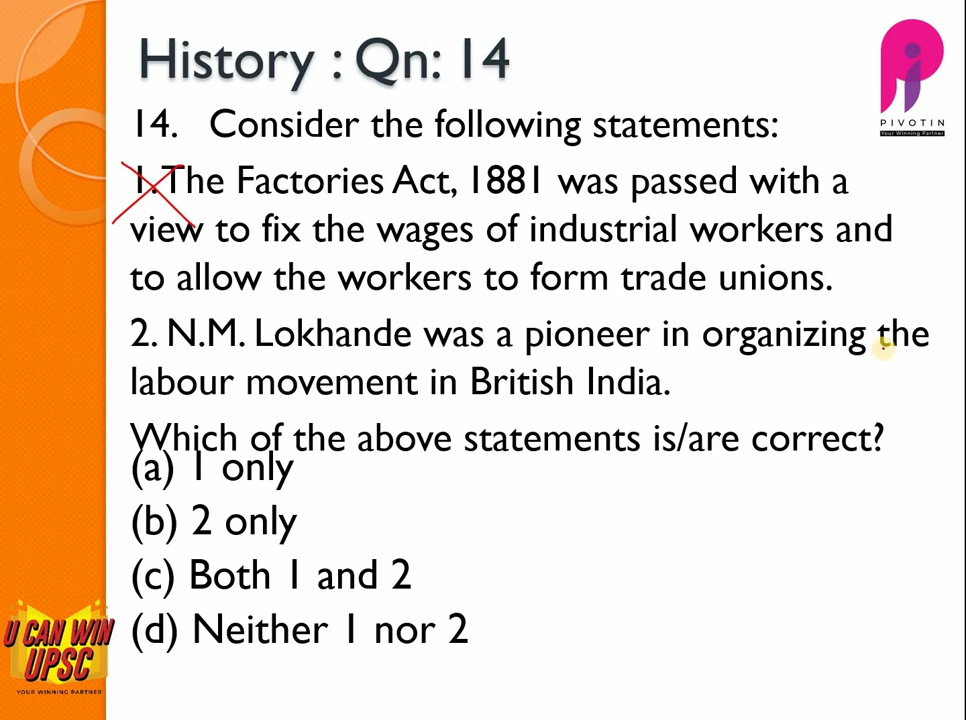 History : Qn: 14
PIVOTIN
Your Winning Partner
14. Consider the following statements:
1. The Factories Act, 1881 was passed with a
view to fix the wages of industrial workers and
to allow the workers to form trade unions.
2. N.M. Lokhande was a pioneer in organizing the
labour movement in British India.
Which of the above statements is/are correct?
(a) 1 only
(b) 2 only
(c) Both 1 and 2
(d) Neither 1 nor 2
U CAN WIN
UPSC
YOUR WINNING PARTNER